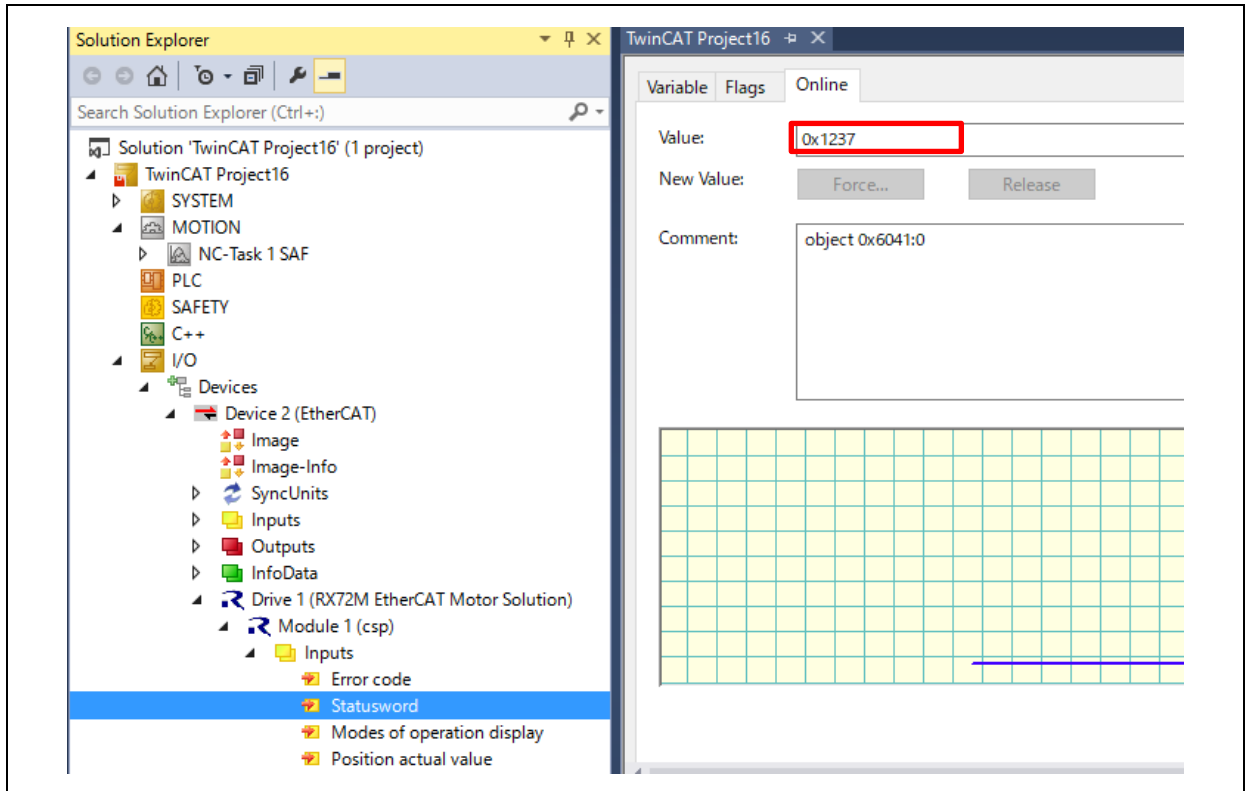 Solution Explorer
Search Solution Explorer (Ctrl+:)
Solution 'TwinCAT Project16' (1 project)
TwinCAT Project16
SYSTEM
MOTION
NC-Task 1 SAF
PLC
SAFETY
C++
I/O
Devices
Device 2 (EtherCAT)
Image
Image-Info
SyncUnits
Inputs
Outputs
InfoData
Drive 1 (RX72M EtherCAT Motor Solution)
Module 1 (csp)
Inputs
Error code
Statusword
Modes of operation display
Position actual value
TwinCAT Project16
Variable Flags Online
Value: 0x1237
New Value: Force... Release
Comment: object 0x6041:0